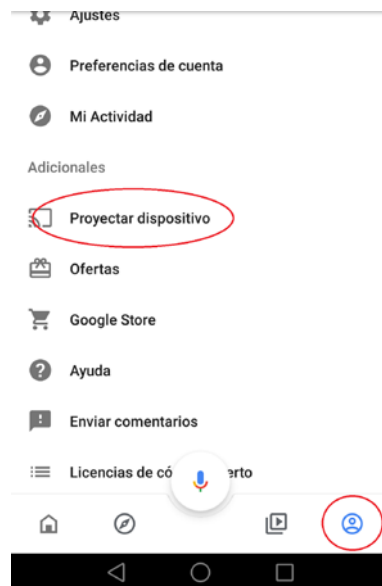 Ajustes
Preferencias de cuenta
Mi Actividad
Adicionales
Proyectar dispositivo
Ofertas
Google Store
Ayuda
Enviar comentarios
Licencias de có erto